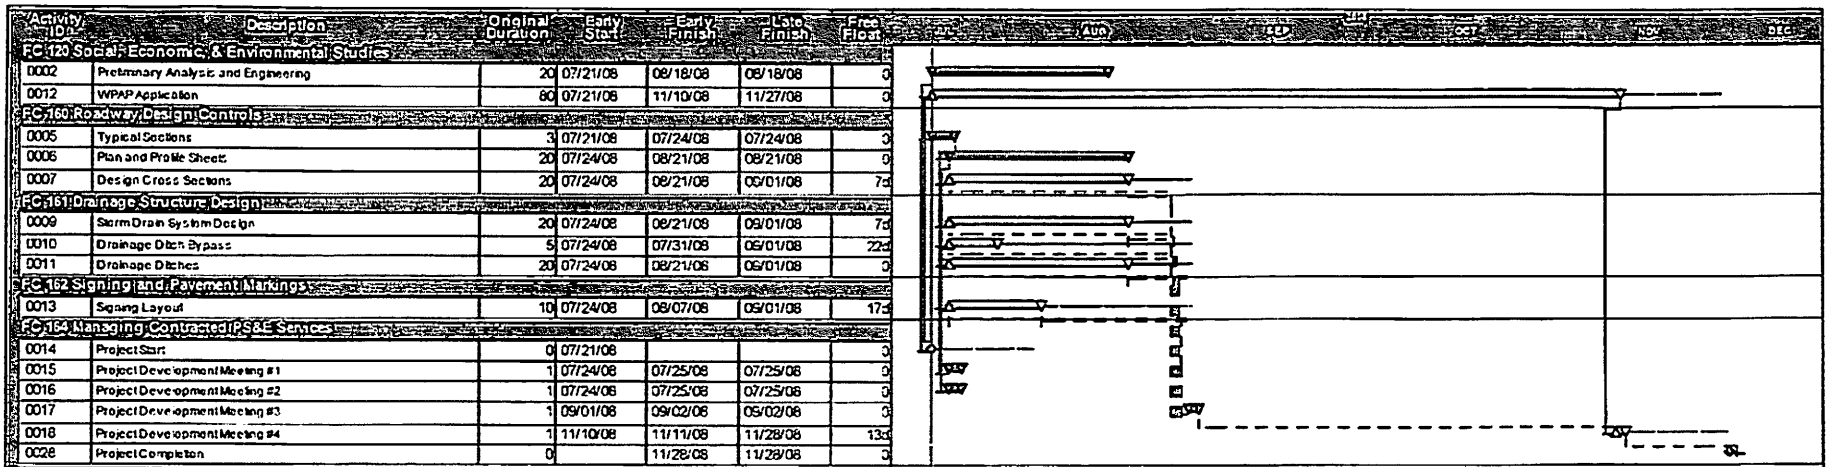 Activity ID Description Original Duration Early Start Early Finish Late Finish Free Float JUL AUG SEP OCT NOV DEC
FC 120 Social, Economic, & Environmental Studies
0002 Preliminary Analysis and Engineering 20 07/21/08 08/18/08 08/18/08 0
0012 WPAP Application 80 07/21/08 11/10/08 11/27/08 0
FC 160 Roadway Design Controls
0005 Typical Sections 3 07/21/08 07/24/08 07/24/08 0
0006 Plan and Profile Sheets 20 07/24/08 08/21/08 08/21/08 0
0007 Design Cross Sections 20 07/24/08 08/21/08 09/01/08 7d
FC 161 Drainage Structure Design
0009 Storm Drain System Design 20 07/24/08 08/21/08 09/01/08 7d
0010 Drainage Ditch Bypass 5 07/24/08 07/31/08 09/01/08 22d
0011 Drainage Ditches 20 07/24/08 08/21/08 09/01/08 0
FC 162 Signing and Pavement Markings
0013 Signing Layout 10 07/24/08 08/07/08 09/01/08 17d
FC 164 Managing Contracted PS&E Services
0014 Project Start 0 07/21/08 0
0015 Project Development Meeting #1 1 07/24/08 07/25/08 07/25/08 0
0016 Project Development Meeting #2 1 07/24/08 07/25/08 07/25/08 0
0017 Project Development Meeting #3 1 09/01/08 09/02/08 09/02/08 0
0018 Project Development Meeting #4 1 11/10/08 11/11/08 11/28/08 13d
0028 Project Completion 0 11/28/08 11/28/08 0